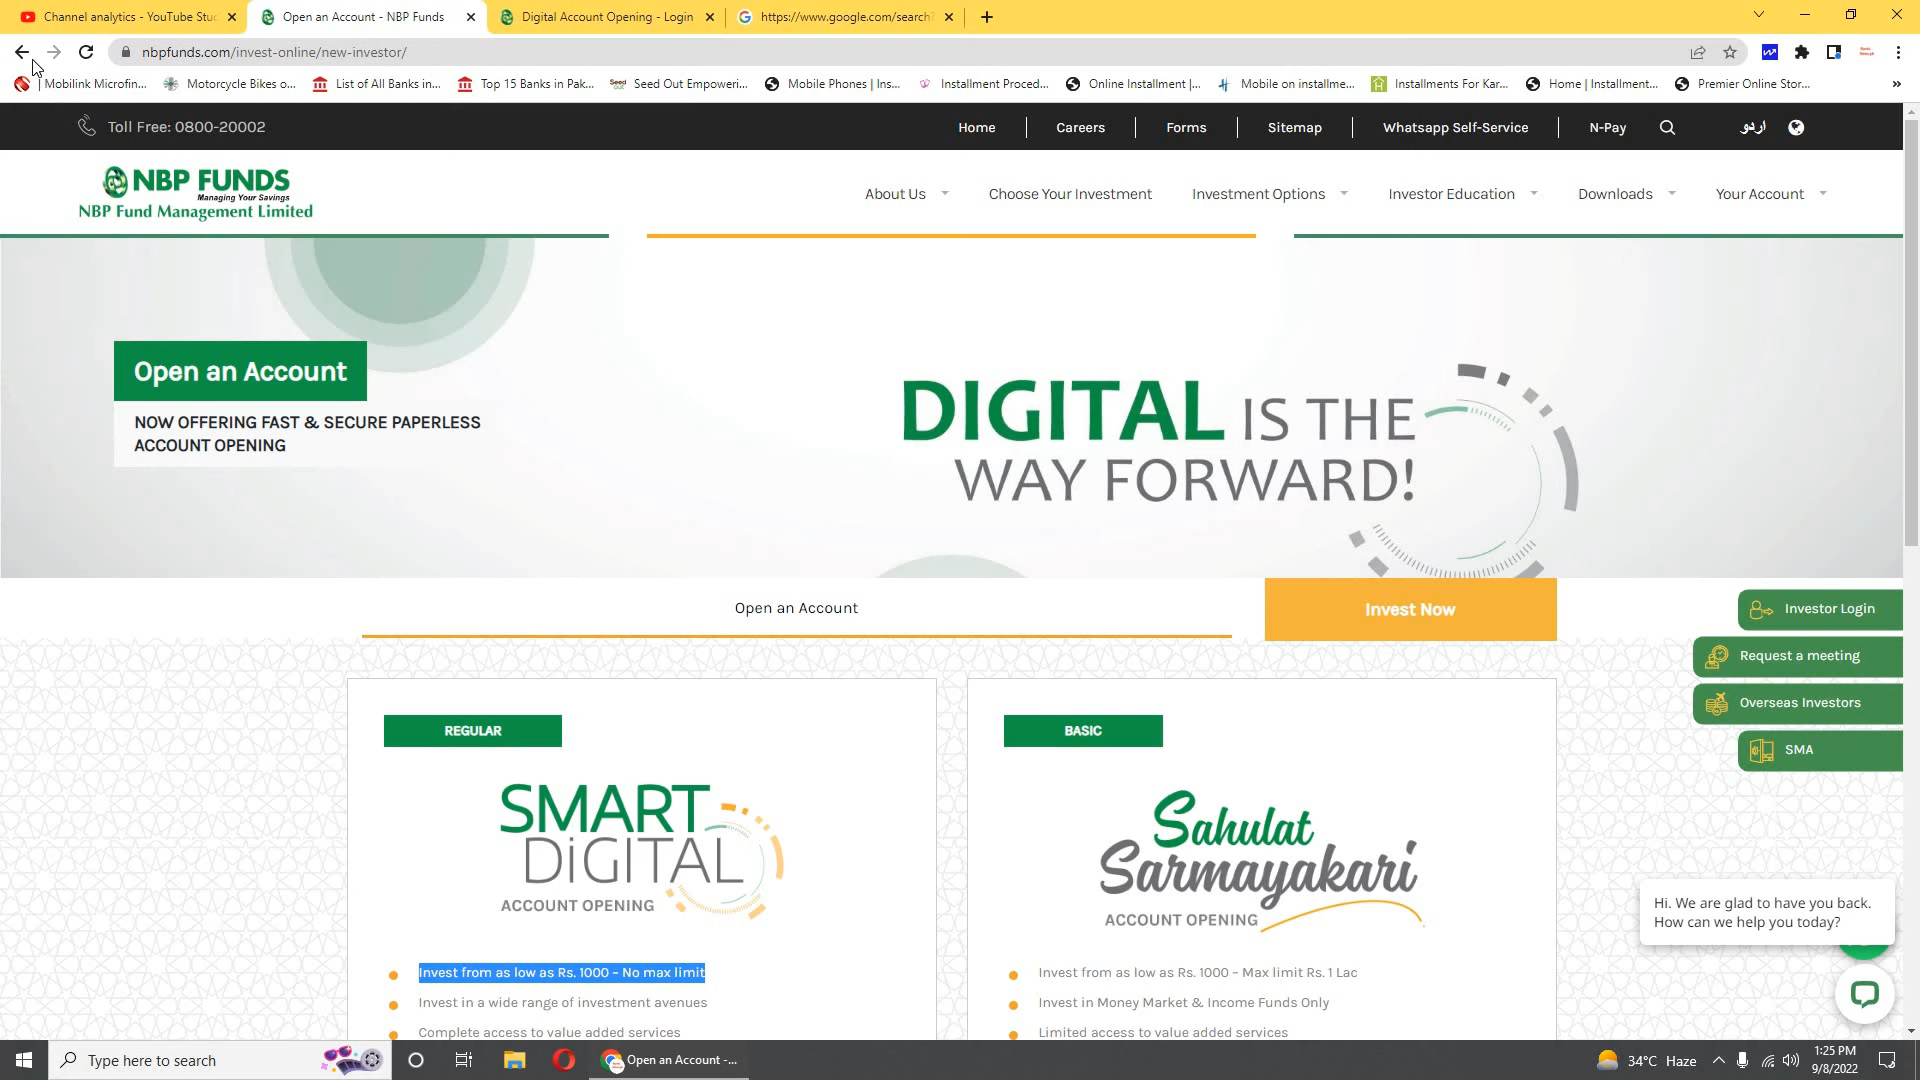 Channel analytics - YouTube Stu
Open an Account - NBP Funds
Digital Account Opening - Login
https://www.google.com/search?
nbpfunds.com/invest-online/new-investor/
| Mobilink Microfin...
Motorcycle Bikes o...
List of All Banks in...
Top 15 Banks in Pak...
Seed Out Empoweri...
Mobile Phones | Ins...
Installment Proced...
Online Installment |...
Mobile on installme...
Installments For Kar...
Home | Installment...
Premier Online Stor...
»
Toll Free: 0800-20002
Home
Careers
Forms
Sitemap
Whatsapp Self-Service
N-Pay
اردو
NBP FUNDS
Managing Your Savings
NBP Fund Management Limited
About Us
Choose Your Investment
Investment Options
Investor Education
Downloads
Your Account
Open an Account
NOW OFFERING FAST & SECURE PAPERLESS
ACCOUNT OPENING
DIGITAL IS THE
WAY FORWARD!
Open an Account
Invest Now
Investor Login
Request a meeting
Overseas Investors
SMA
REGULAR
SMART
DiGITAL
ACCOUNT OPENING
Invest from as low as Rs. 1000 – No max limit
Invest in a wide range of investment avenues
Complete access to value added services
BASIC
Sahulat
Sarmayakari
ACCOUNT OPENING
Invest from as low as Rs. 1000 – Max limit Rs. 1 Lac
Invest in Money Market & Income Funds Only
Limited access to value added services
Hi. We are glad to have you back.
How can we help you today?
Type here to search
Open an Account -...
34°C Haze
1:25 PM
9/8/2022